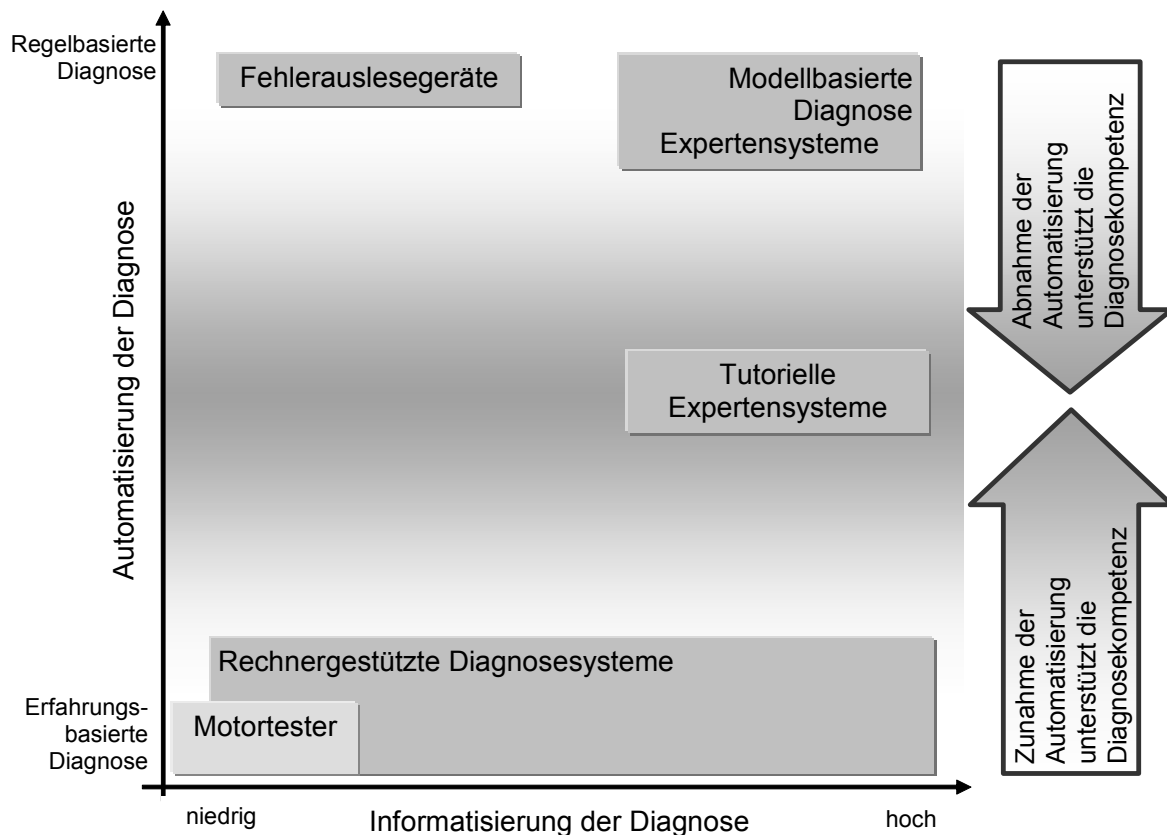 Regelbasierte
Diagnose
Fehlerauslesegeräte
Modellbasierte
Diagnose
Expertensysteme
Abnahme der
Automatisierung
unterstützt die
Diagnosekompetenz
Automatisierung der Diagnose
Tutorielle
Expertensysteme
Zunahme der
Automatisierung
unterstützt die
Diagnosekompetenz
Rechnergestützte Diagnosesysteme
Erfahrungs-
basierte
Diagnose
Motortester
niedrig
Informatisierung der Diagnose
hoch